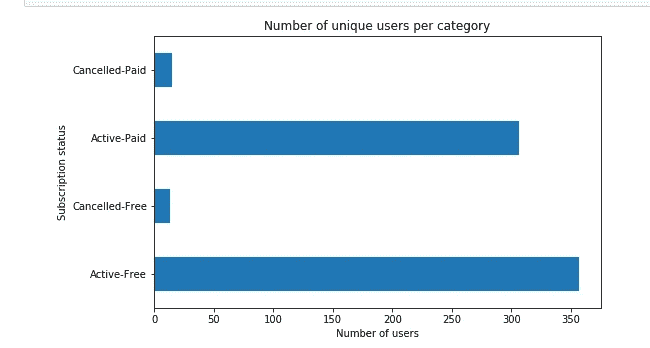 Number of unique users per category
Cancelled-Paid
Active-Paid
Cancelled-Free
Active-Free
Subscription status
0 50 100 150 200 250 300 350
Number of users